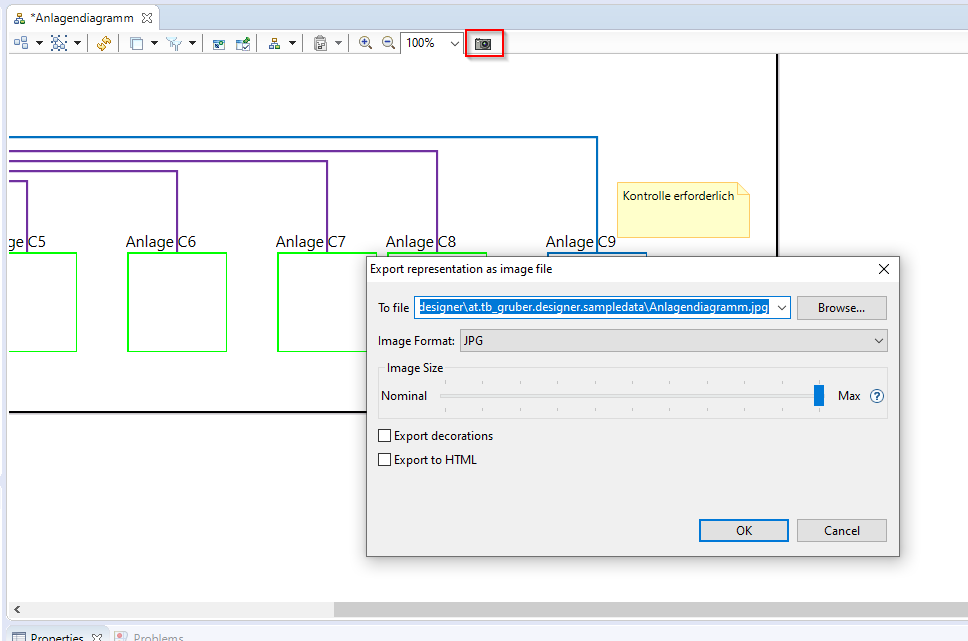 *Anlagendiagramm
100%
Kontrolle erforderlich
ge C5
Anlage C6
Anlage C7
Anlage C8
Anlage C9
Export representation as image file
To file
designer\at.tb_gruber.designer.sampledata\Anlagendiagramm.jpg
Browse...
Image Format:
JPG
Image Size
Nominal
Max
?
Export decorations
Export to HTML
OK
Cancel
Properties
Problems